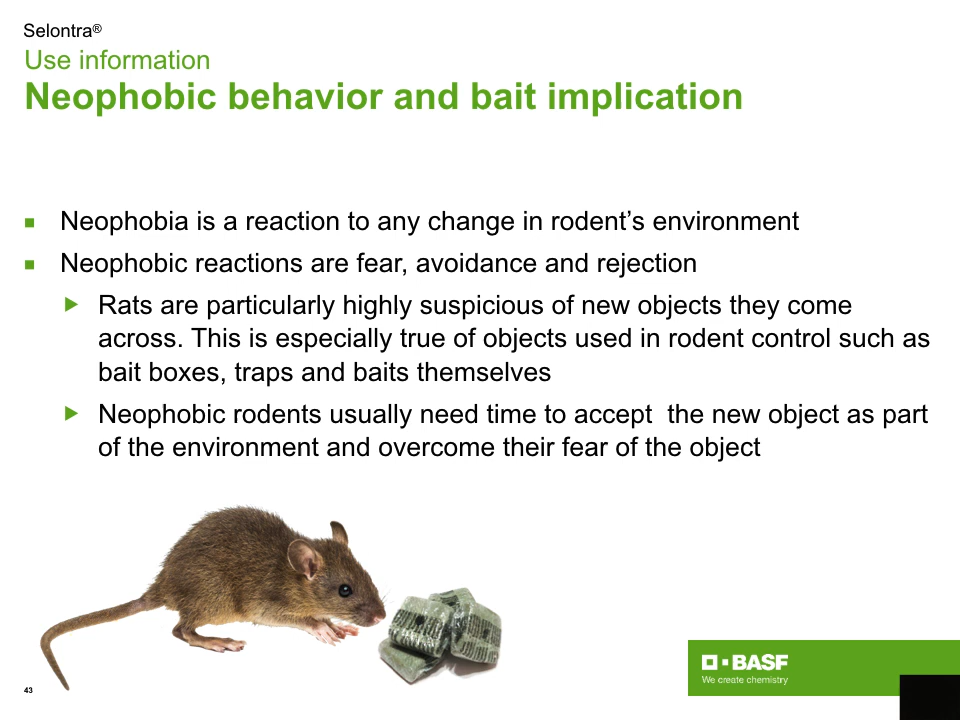 Selontra®
Use information
Neophobic behavior and bait implication
Neophobia is a reaction to any change in rodent’s environment
Neophobic reactions are fear, avoidance and rejection
Rats are particularly highly suspicious of new objects they come
across. This is especially true of objects used in rodent control such as
bait boxes, traps and baits themselves
Neophobic rodents usually need time to accept  the new object as part
of the environment and overcome their fear of the object
BASF
We create chemistry
43